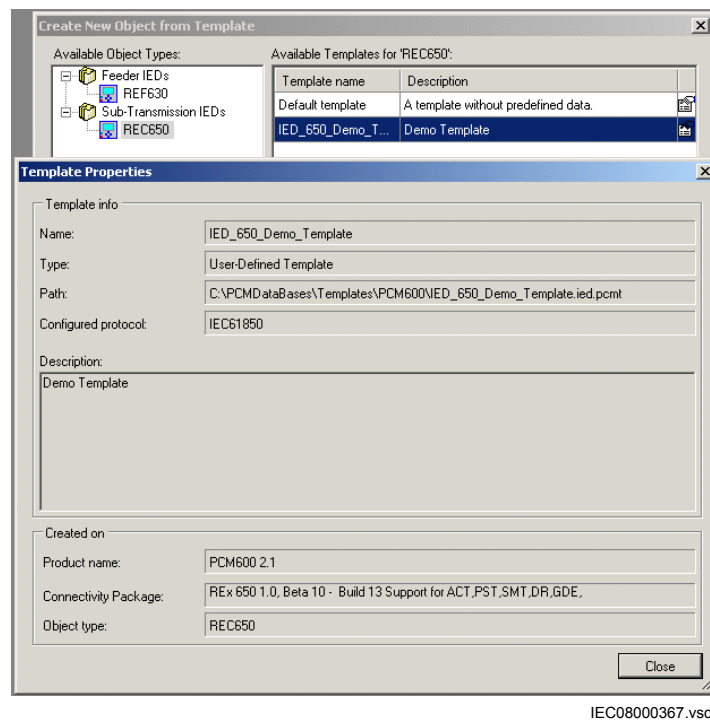 Create New Object from Template
Available Object Types:
Available Templates for 'REC650':
Feeder IEDs
REF630
Sub-Transmission IEDs
REC650
Template name Description
Default template A template without predefined data.
IED_650_Demo_T... Demo Template
Template Properties
Template info
Name: IED_650_Demo_Template
Type: User-Defined Template
Path: C:\PCMDataBases\Templates\PCM600\IED_650_Demo_Template.ied.pcmt
Configured protocol: IEC61850
Description:
Demo Template
Created on
Product name: PCM600 2.1
Connectivity Package: REx 650 1.0, Beta 10 - Build 13 Support for ACT,PST,SMT,DR,GDE,
Object type: REC650
Close
IEC08000367.vsd